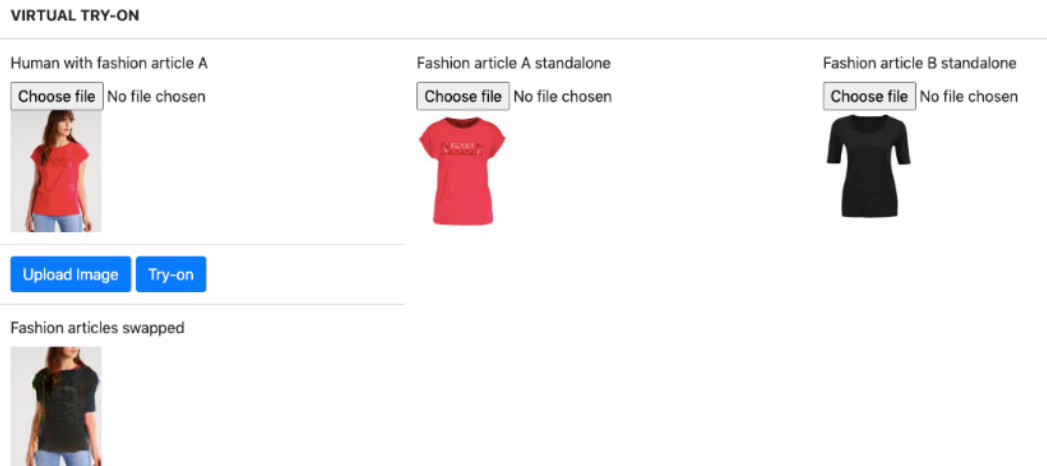 VIRTUAL TRY-ON
Human with fashion article A
Choose file No file chosen
Fashion article A standalone
Choose file No file chosen
Fashion article B standalone
Choose file No file chosen
Upload Image
Try-on
Fashion articles swapped